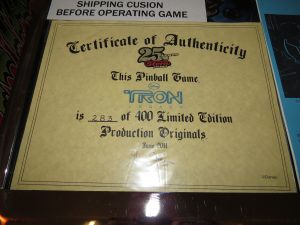 SHIPPING CUSION
BEFORE OPERATING GAME
Certificate of Authenticity
25
This Pinball Game
TRON
is 283 of 400 Limited Edition
Production Originals
June 2011